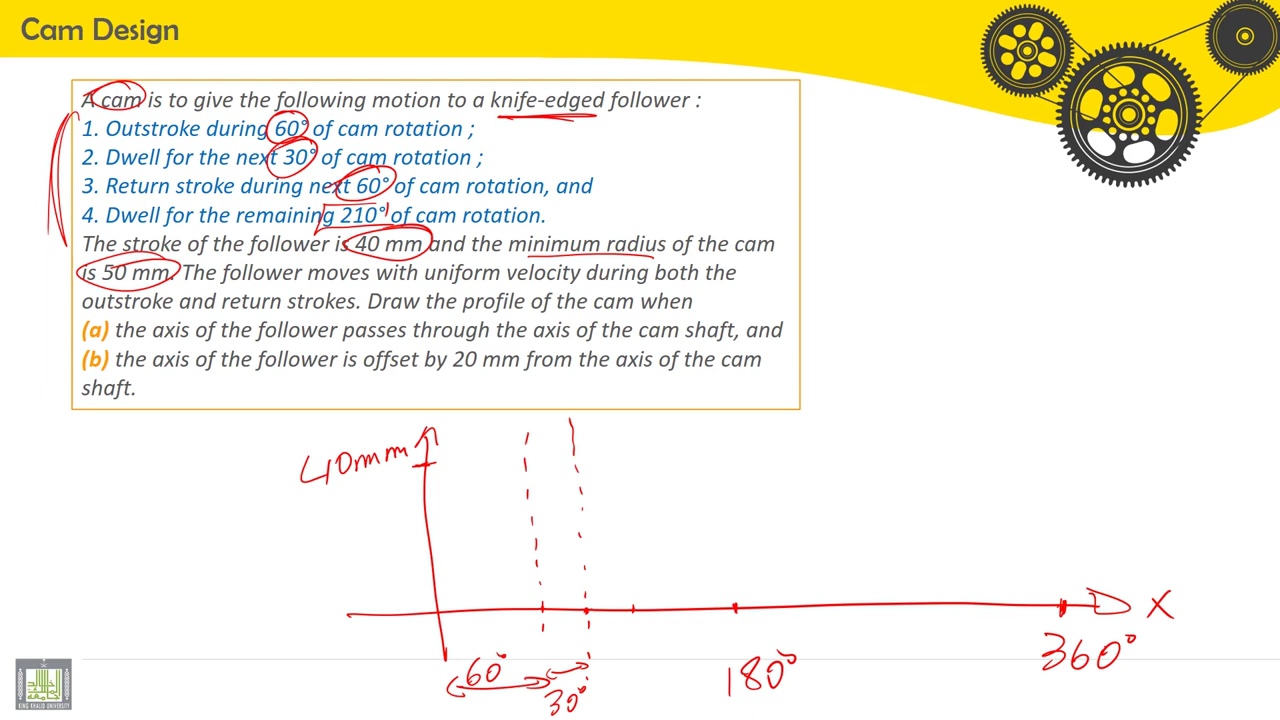 Cam Design
A cam is to give the following motion to a knife-edged follower :
1. Outstroke during 60° of cam rotation ;
2. Dwell for the next 30° of cam rotation ;
3. Return stroke during next 60° of cam rotation, and
4. Dwell for the remaining 210° of cam rotation.
The stroke of the follower is 40 mm and the minimum radius of the cam
is 50 mm. The follower moves with uniform velocity during both the
outstroke and return strokes. Draw the profile of the cam when
(a) the axis of the follower passes through the axis of the cam shaft, and
(b) the axis of the follower is offset by 20 mm from the axis of the cam
shaft.
40mm
X
60°
30°
180°
360°
KING KHALID UNIVERSITY